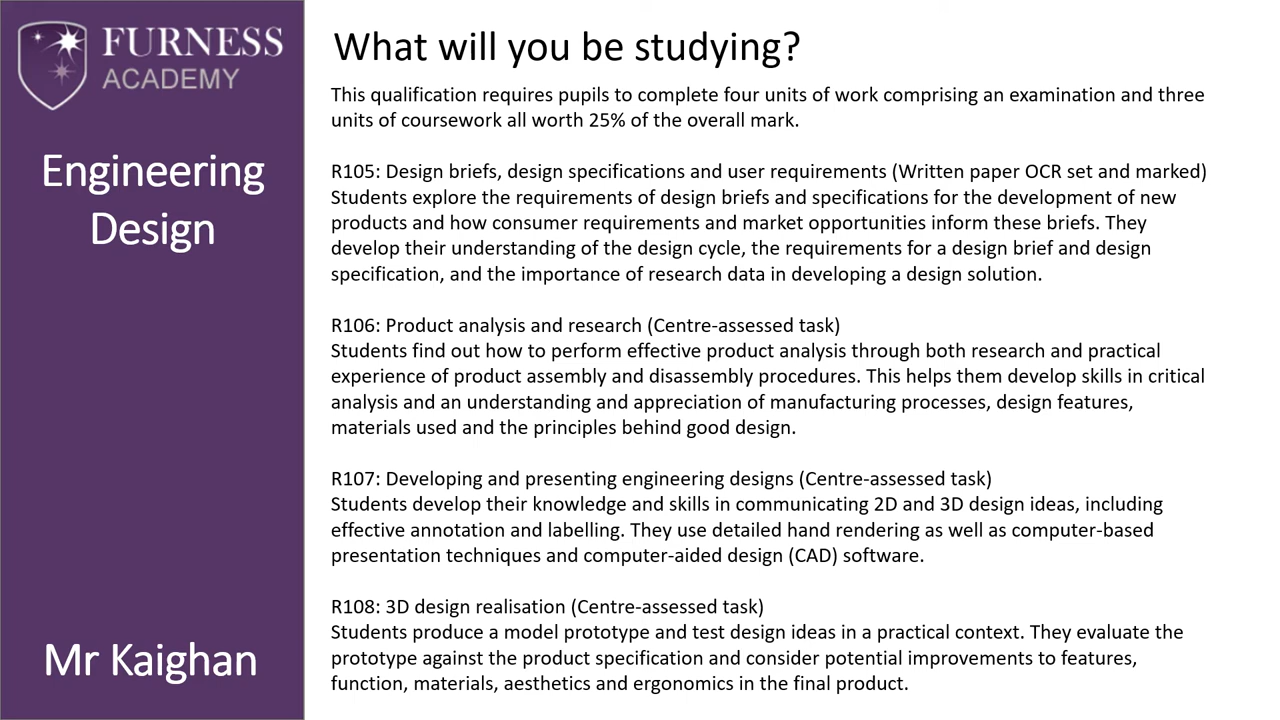 FURNESS
ACADEMY
Engineering
Design
Mr Kaighan
What will you be studying?
This qualification requires pupils to complete four units of work comprising an examination and three
units of coursework all worth 25% of the overall mark.
R105: Design briefs, design specifications and user requirements (Written paper OCR set and marked)
Students explore the requirements of design briefs and specifications for the development of new
products and how consumer requirements and market opportunities inform these briefs. They
develop their understanding of the design cycle, the requirements for a design brief and design
specification, and the importance of research data in developing a design solution.
R106: Product analysis and research (Centre-assessed task)
Students find out how to perform effective product analysis through both research and practical
experience of product assembly and disassembly procedures. This helps them develop skills in critical
analysis and an understanding and appreciation of manufacturing processes, design features,
materials used and the principles behind good design.
R107: Developing and presenting engineering designs (Centre-assessed task)
Students develop their knowledge and skills in communicating 2D and 3D design ideas, including
effective annotation and labelling. They use detailed hand rendering as well as computer-based
presentation techniques and computer-aided design (CAD) software.
R108: 3D design realisation (Centre-assessed task)
Students produce a model prototype and test design ideas in a practical context. They evaluate the
prototype against the product specification and consider potential improvements to features,
function, materials, aesthetics and ergonomics in the final product.